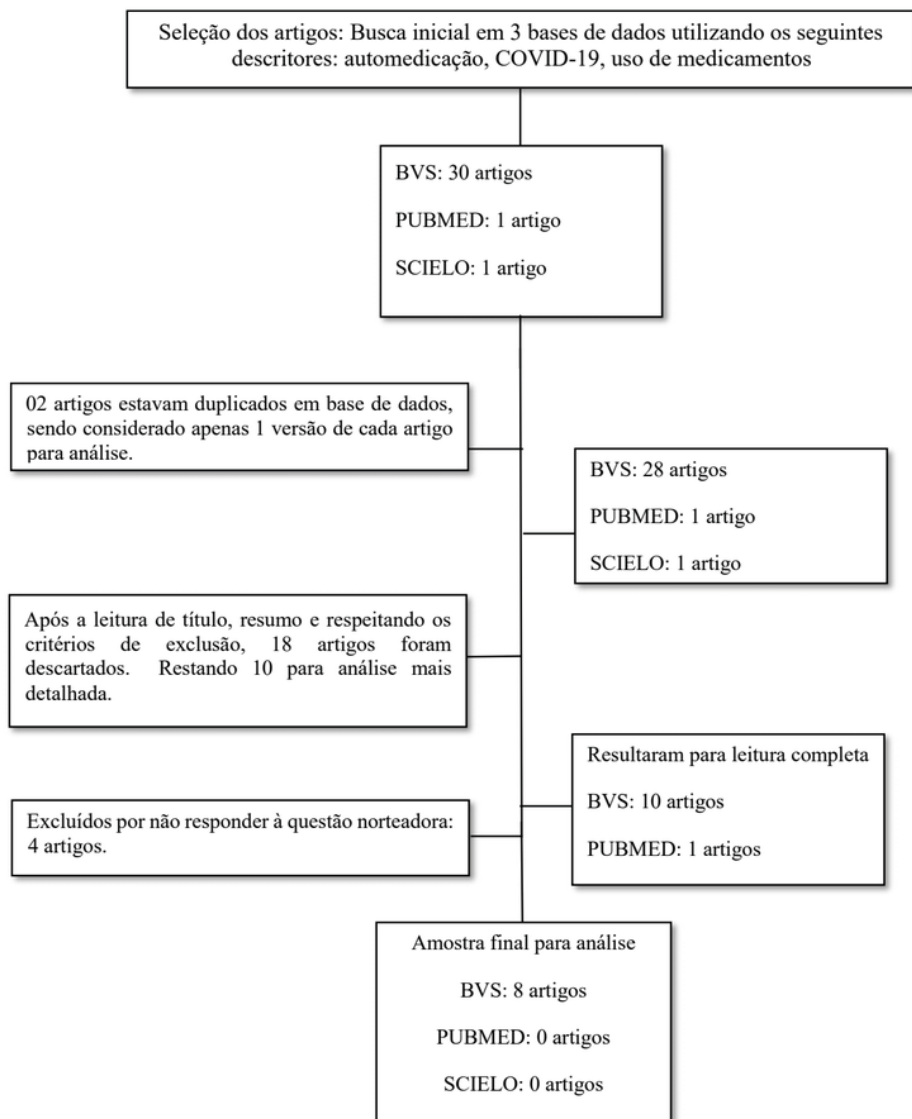 Seleção dos artigos: Busca inicial em 3 bases de dados utilizando os seguintes
descritores: automedicação, COVID-19, uso de medicamentos
BVS: 30 artigos
PUBMED: 1 artigo
SCIELO: 1 artigo
02 artigos estavam duplicados em base de dados,
sendo considerado apenas 1 versão de cada artigo
para análise.
BVS: 28 artigos
PUBMED: 1 artigo
SCIELO: 1 artigo
Após a leitura de título, resumo e respeitando os
critérios de exclusão, 18 artigos foram
descartados. Restando 10 para análise mais
detalhada.
Resultaram para leitura completa
BVS: 10 artigos
PUBMED: 1 artigos
Excluídos por não responder à questão norteadora:
4 artigos.
Amostra final para análise
BVS: 8 artigos
PUBMED: 0 artigos
SCIELO: 0 artigos